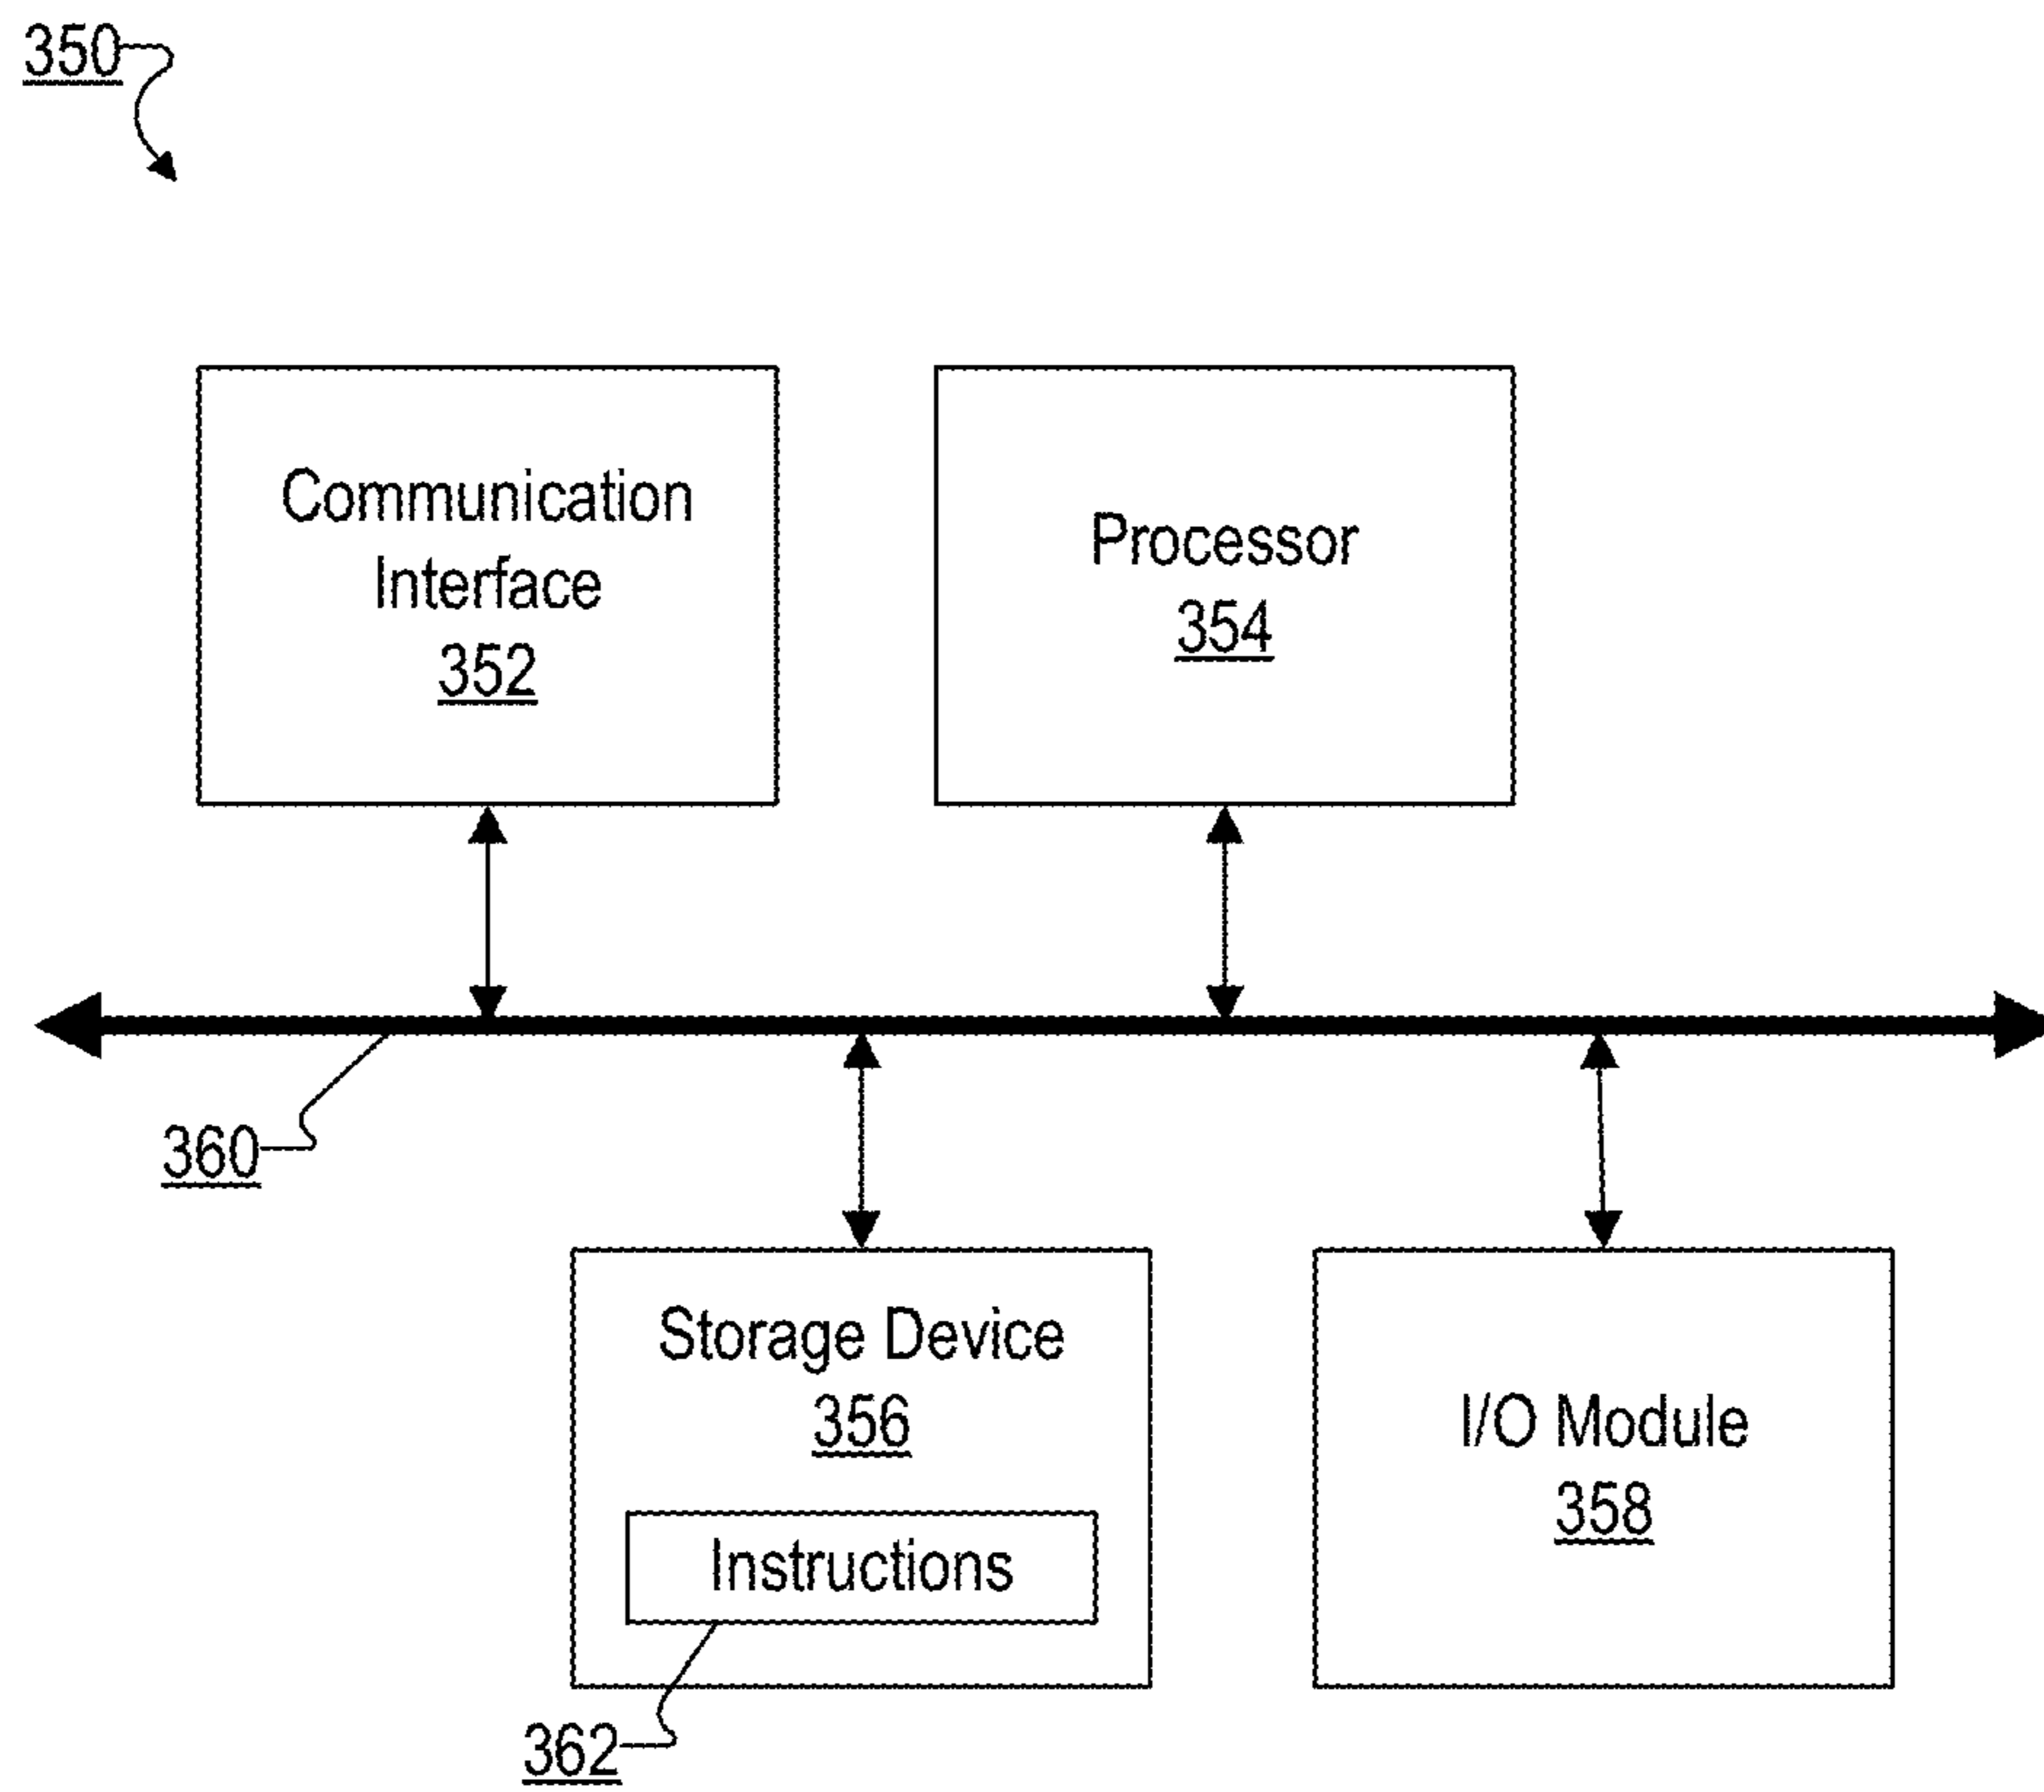 350
Communication
Interface
352
Processor
354
360
Storage Device
356
Instructions
362
I/O Module
358